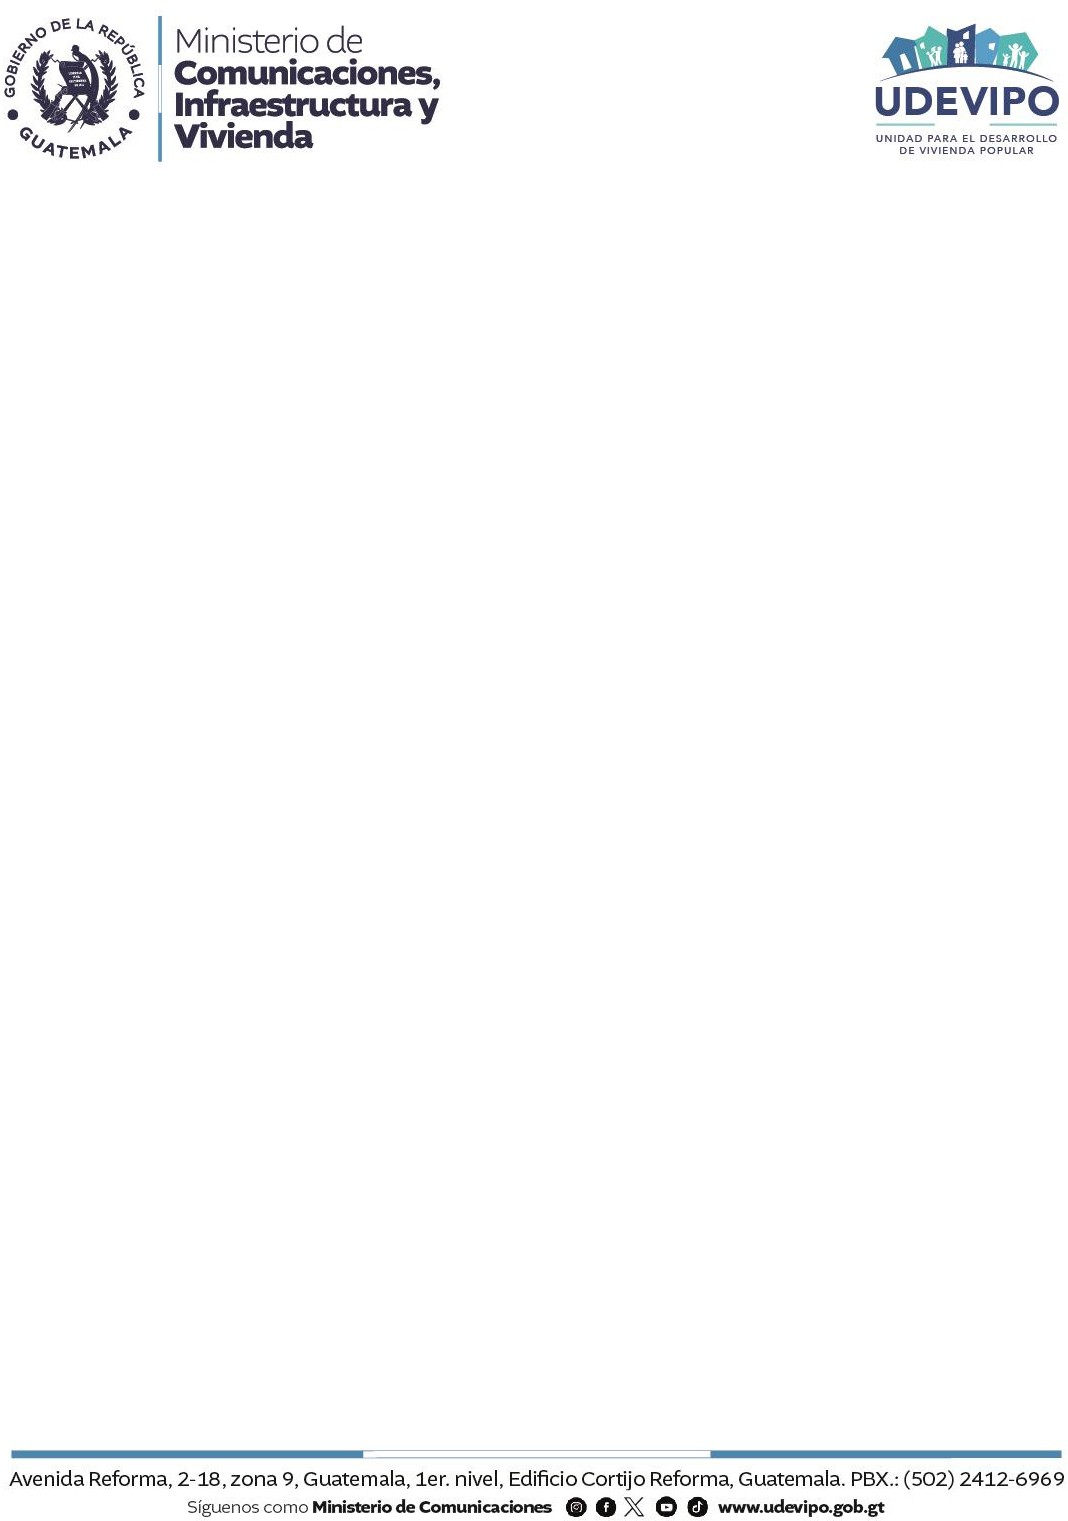 GOBIERNO DE LA REPÚBLICA
GUATEMALA
Ministerio de
Comunicaciones,
Infraestructura y
Vivienda
UDEVIPO
UNIDAD PARA EL DESARROLLO
DE VIVIENDA POPULAR
Avenida Reforma, 2-18, zona 9, Guatemala, 1er. nivel, Edificio Cortijo Reforma, Guatemala. PBX.: (502) 2412-6969
Síguenos como Ministerio de Comunicaciones www.udevipo.gob.gt